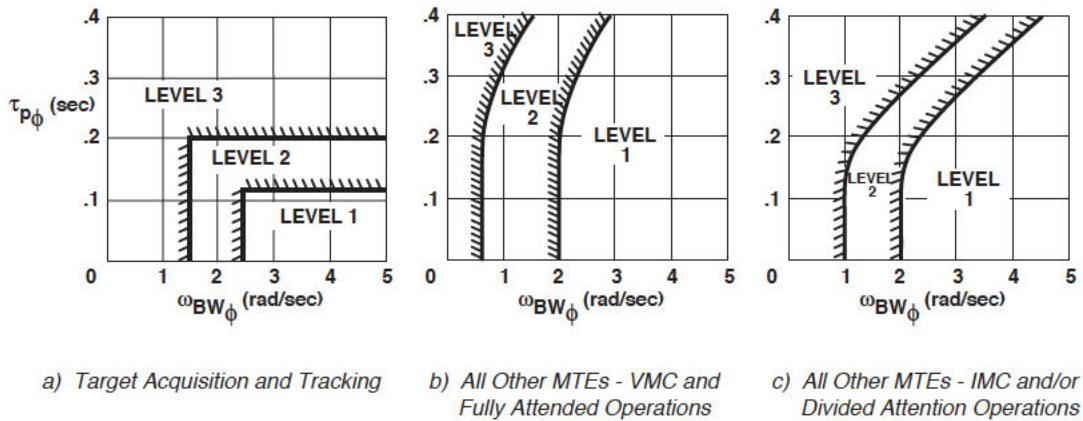 .4
.3
τpϕ (sec)
.2
.1
0 1 2 3 4 5
ωBWϕ (rad/sec)
LEVEL 3
LEVEL 2
LEVEL 1
a) Target Acquisition and Tracking
.4
.3
.2
.1
0 1 2 3 4 5
ωBWϕ (rad/sec)
LEVEL
3
LEVEL
2
LEVEL
1
b) All Other MTEs - VMC and
Fully Attended Operations
.4
.3
.2
.1
0 1 2 3 4 5
ωBWϕ (rad/sec)
LEVEL
3
LEVEL
2
LEVEL
1
c) All Other MTEs - IMC and/or
Divided Attention Operations